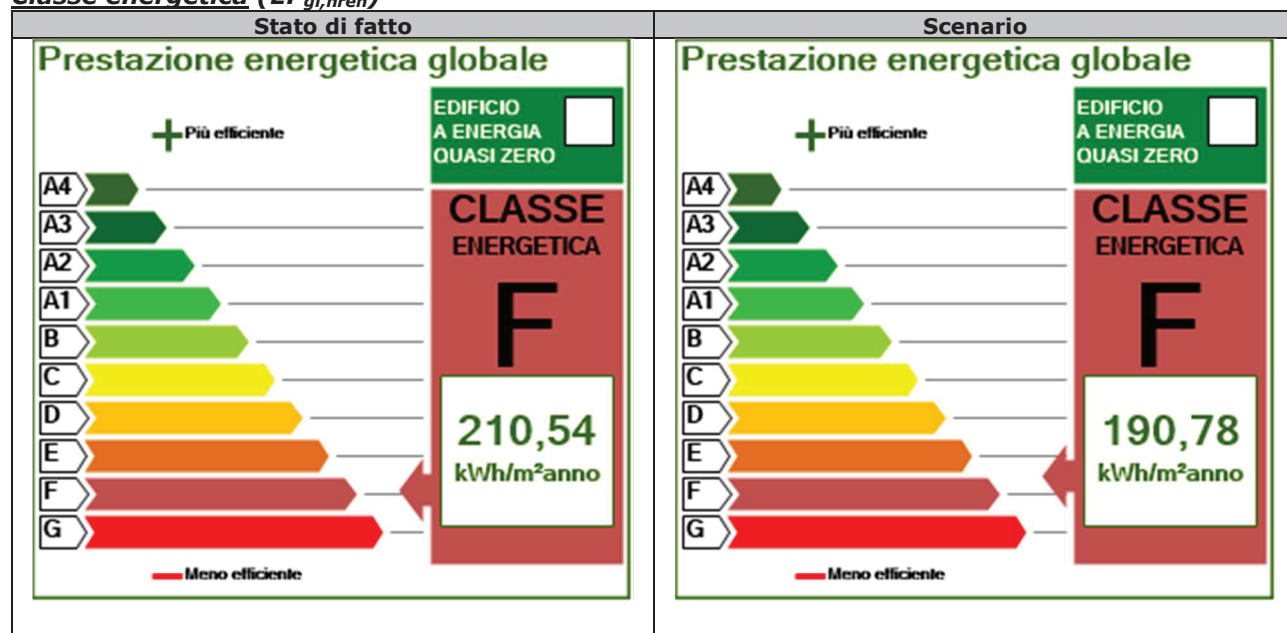 Classe energetica (EP gl,nren)
Stato di fatto
Scenario
Prestazione energetica globale
EDIFICIO
A ENERGIA
QUASI ZERO
Più efficiente
A4
A3
A2
A1
B
C
D
E
F
G
CLASSE
ENERGETICA
F
210,54
kWh/m²anno
Meno efficiente
Prestazione energetica globale
EDIFICIO
A ENERGIA
QUASI ZERO
Più efficiente
A4
A3
A2
A1
B
C
D
E
F
G
CLASSE
ENERGETICA
F
190,78
kWh/m²anno
Meno efficiente